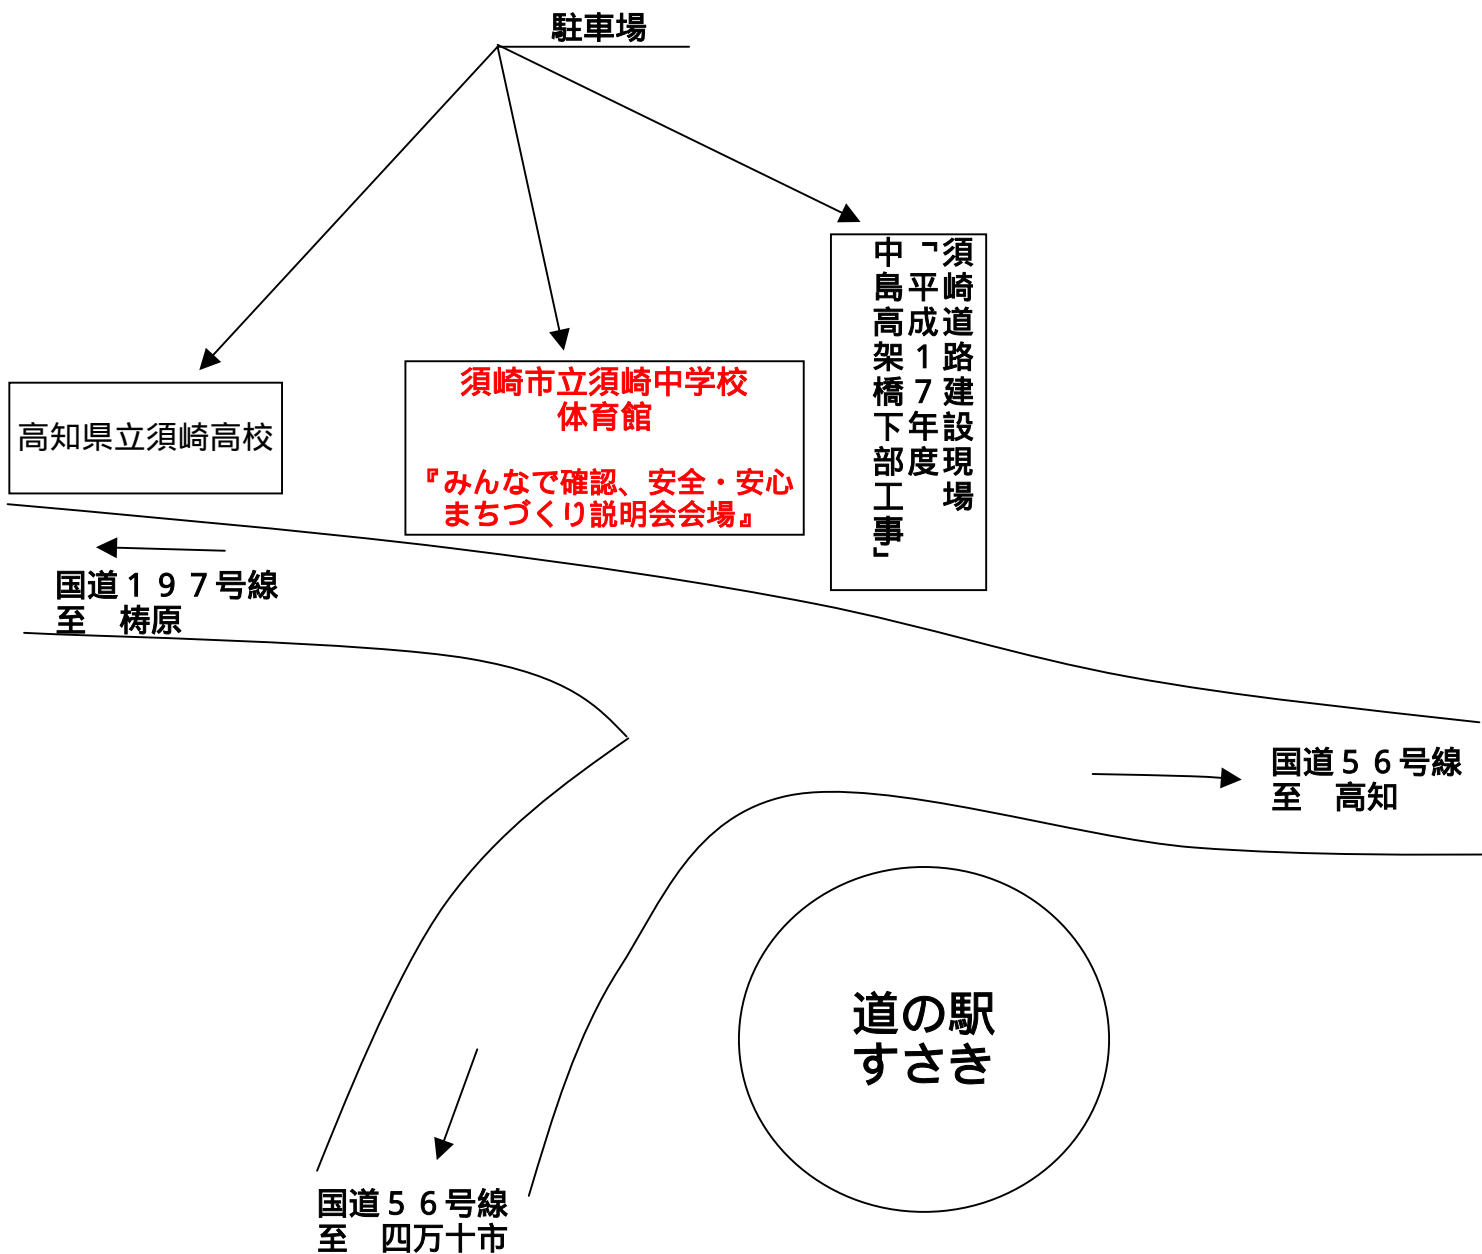 駐車場
須崎道路建設現場
「平成１７年度
中島高架橋下部工事」
須崎市立須崎中学校
体育館
『みんなで確認、安全・安心
まちづくり説明会会場』
高知県立須崎高校
国道１９７号線
至　梼原
国道５６号線
至　高知
道の駅
すさき
国道５６号線
至　四万十市